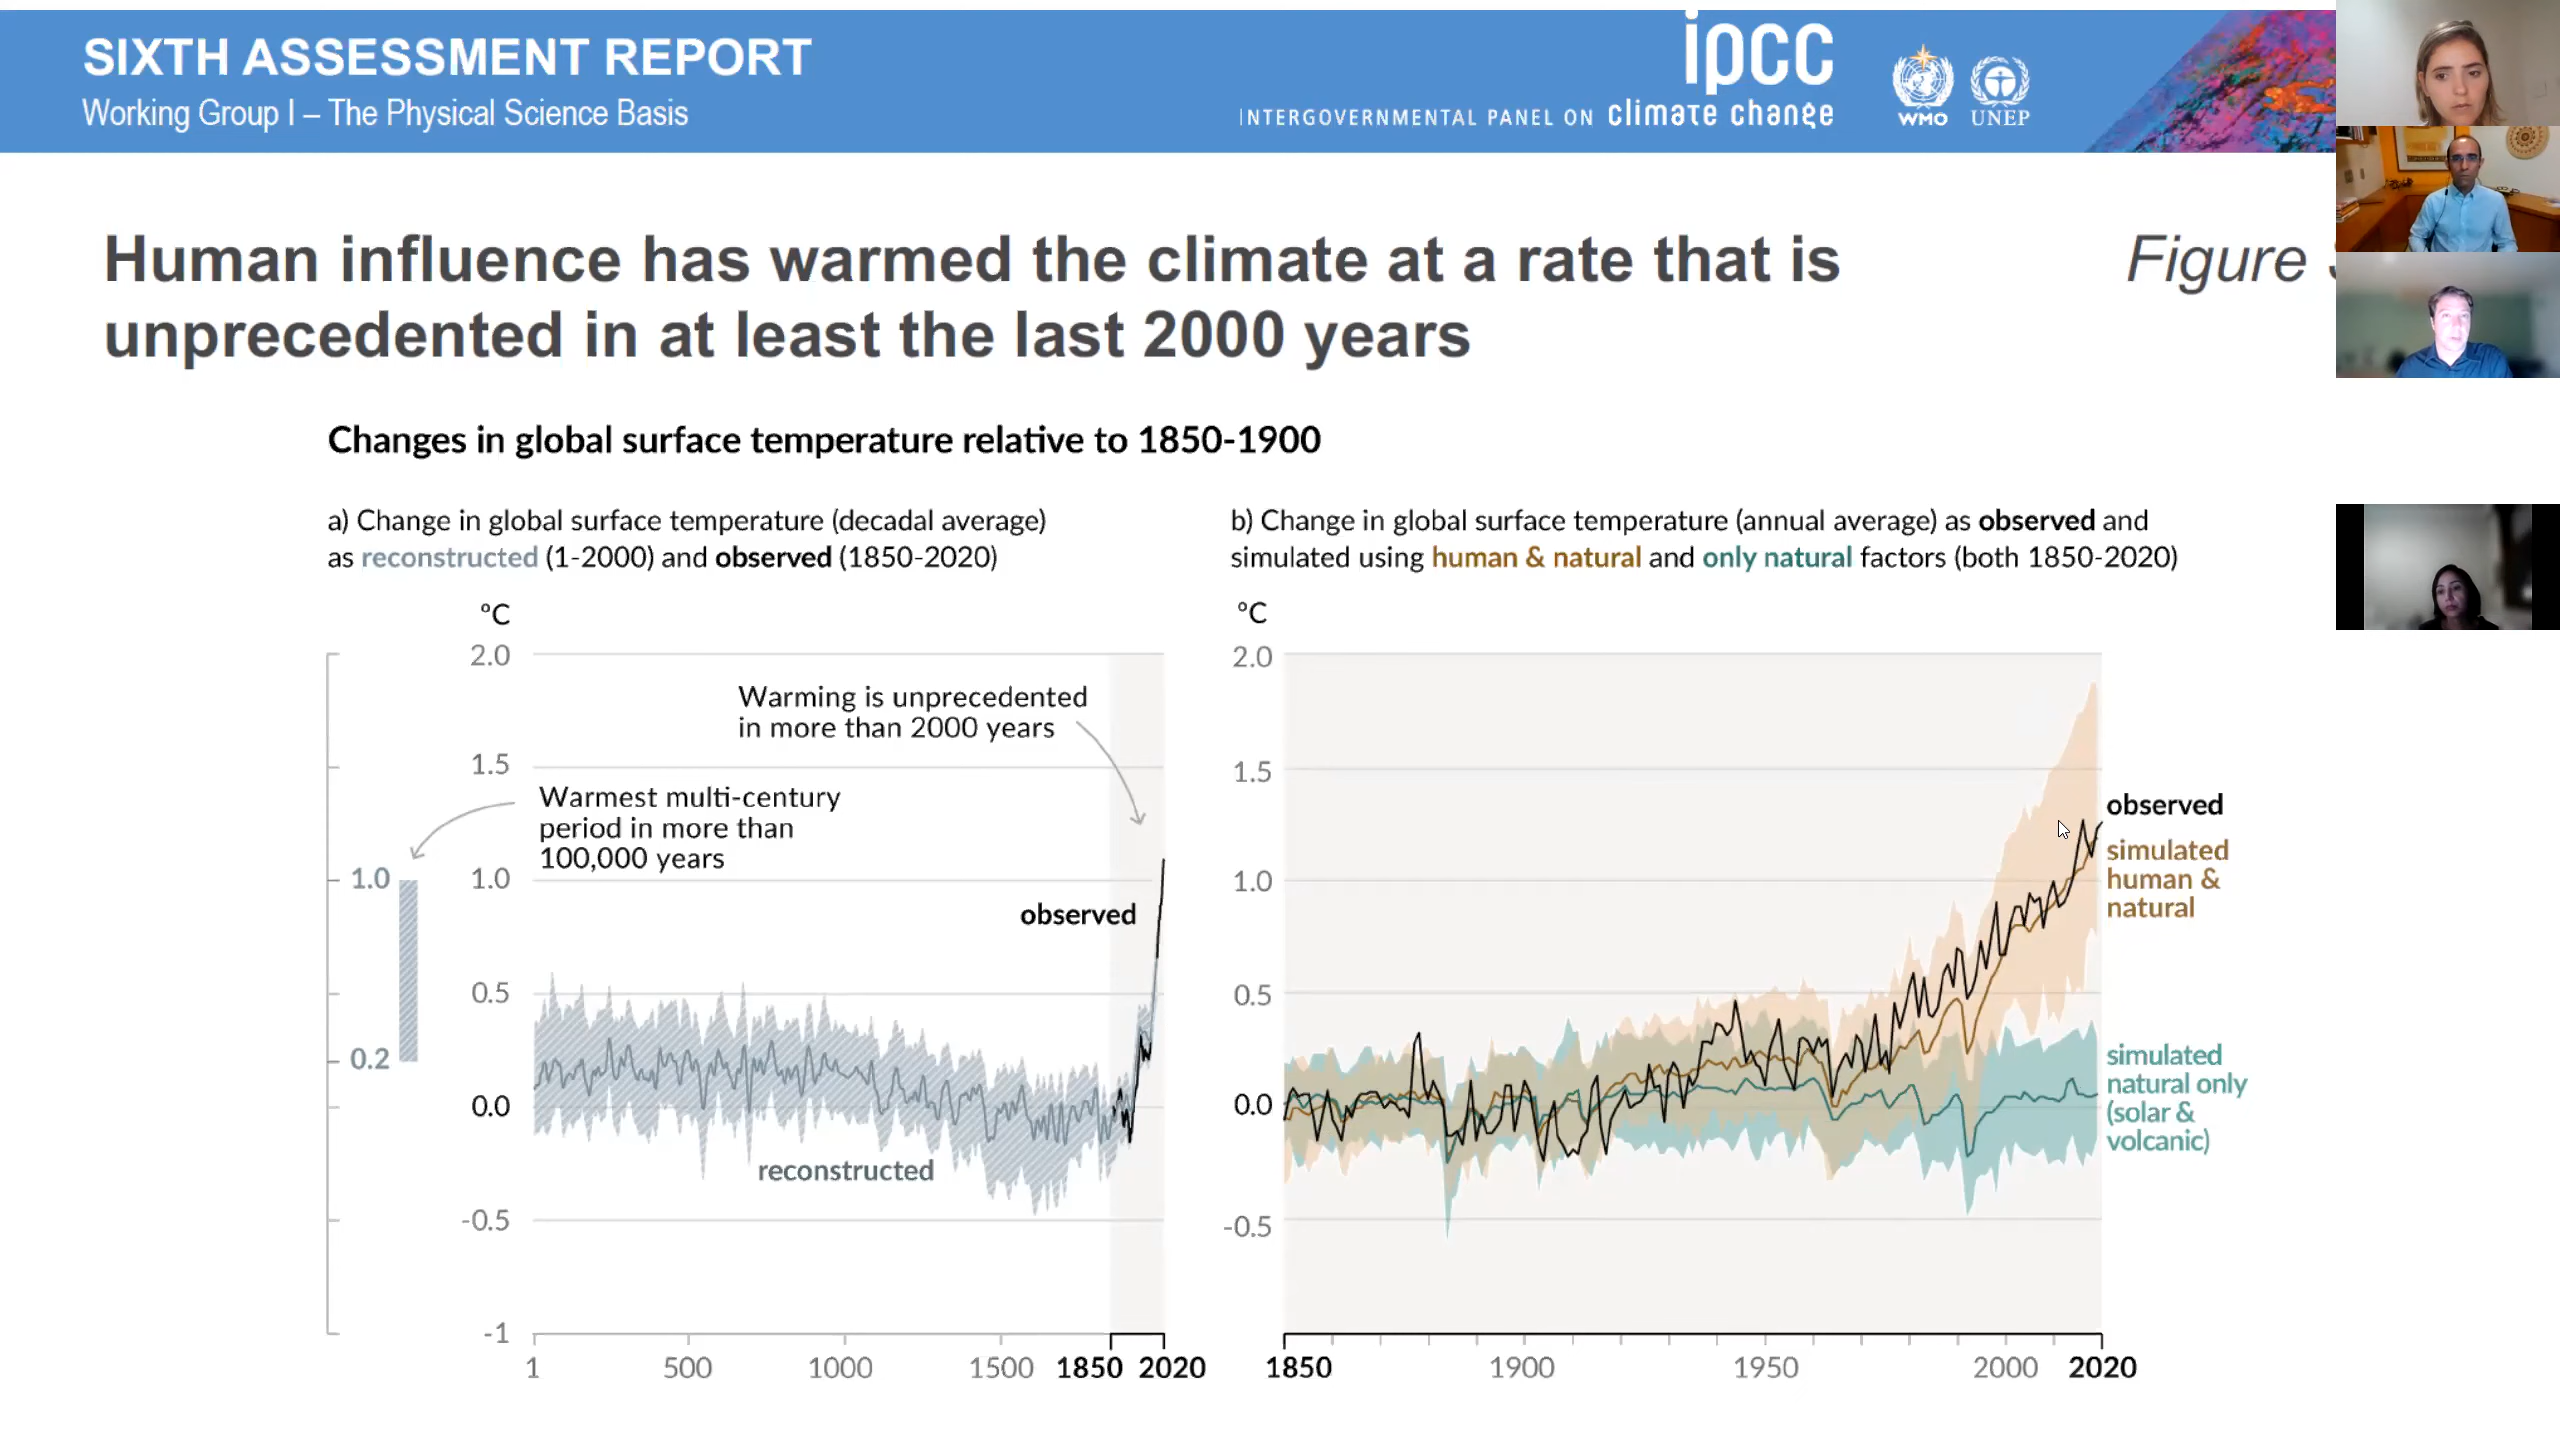 SIXTH ASSESSMENT REPORT
Working Group I – The Physical Science Basis
ipcc
INTERGOVERNMENTAL PANEL ON climate change
WMO UNEP
Human influence has warmed the climate at a rate that is
unprecedented in at least the last 2000 years
Figure
Changes in global surface temperature relative to 1850-1900
a) Change in global surface temperature (decadal average)
as reconstructed (1-2000) and observed (1850-2020)
ºC
2.0
1.5
1.0
0.5
0.0
-0.5
-1
1.0
0.2
Warming is unprecedented
in more than 2000 years
Warmest multi-century
period in more than
100,000 years
observed
reconstructed
1 500 1000 1500 1850 2020
b) Change in global surface temperature (annual average) as observed and
simulated using human & natural and only natural factors (both 1850-2020)
ºC
2.0
1.5
1.0
0.5
0.0
-0.5
observed
simulated
human &
natural
simulated
natural only
(solar &
volcanic)
1850 1900 1950 2000 2020